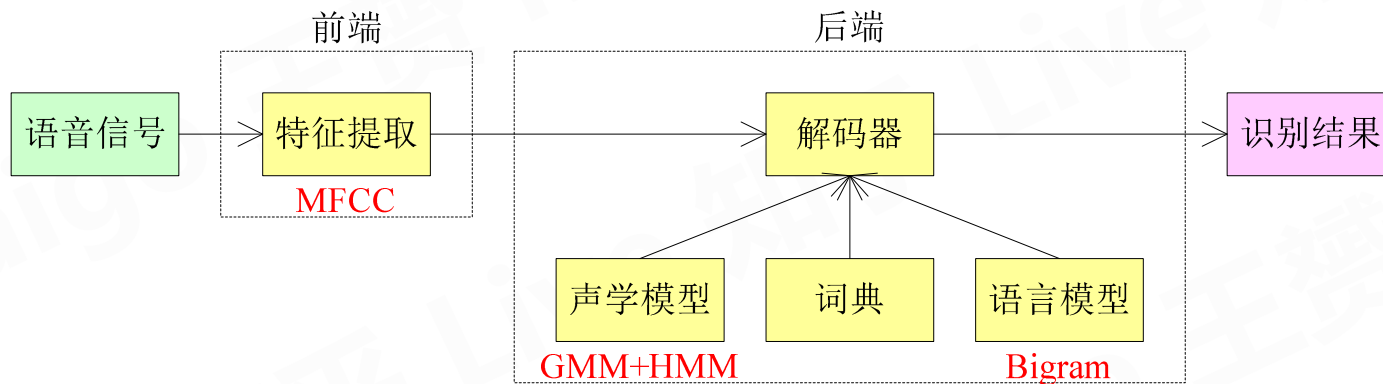 前端
后端
语音信号
特征提取
解码器
识别结果
MFCC
声学模型
词典
语言模型
GMM+HMM
Bigram